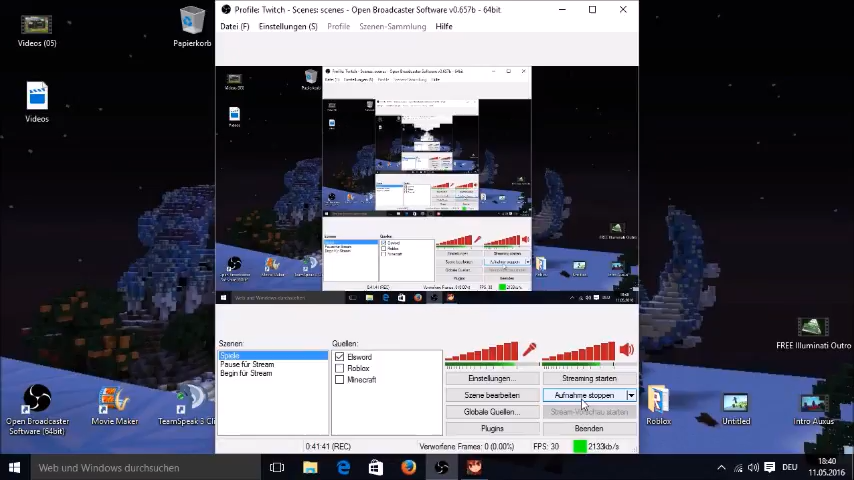 Profile: Twitch - Scenes: scenes - Open Broadcaster Software v0.657b - 64bit
Datei (F) Einstellungen (S) Profile Szenen-Sammlung Hilfe
Videos (05)
Papierkorb
Videos
FREE Illuminati Outro
Szenen:
Quellen:
Spiele
Pause für Stream
Begin für Stream
Elsword
Roblox
Minecraft
Einstellungen...
Streaming starten
Szene bearbeiten
Aufnahme stoppen
Globale Quellen...
Stream-Vorschau starten
Plugins
Beenden
0:41:41 (REC)
Verworfene Frames: 0 (0.00%)
FPS: 30
2133kb/s
Open Broadcaster
Software (64bit)
Movie Maker
TeamSpeak 3 Cl
Roblox
Untitled
Intro Auxus
Web und Windows durchsuchen
DEU
18:40
11.05.2016